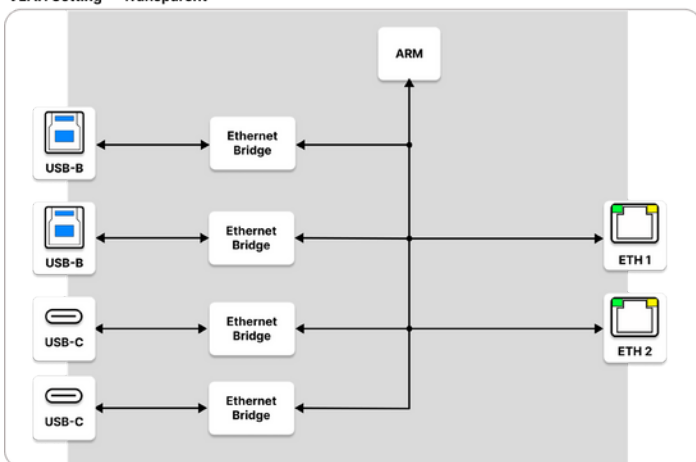 ARM
USB-B
Ethernet
Bridge
USB-B
Ethernet
Bridge
ETH 1
USB-C
Ethernet
Bridge
ETH 2
USB-C
Ethernet
Bridge